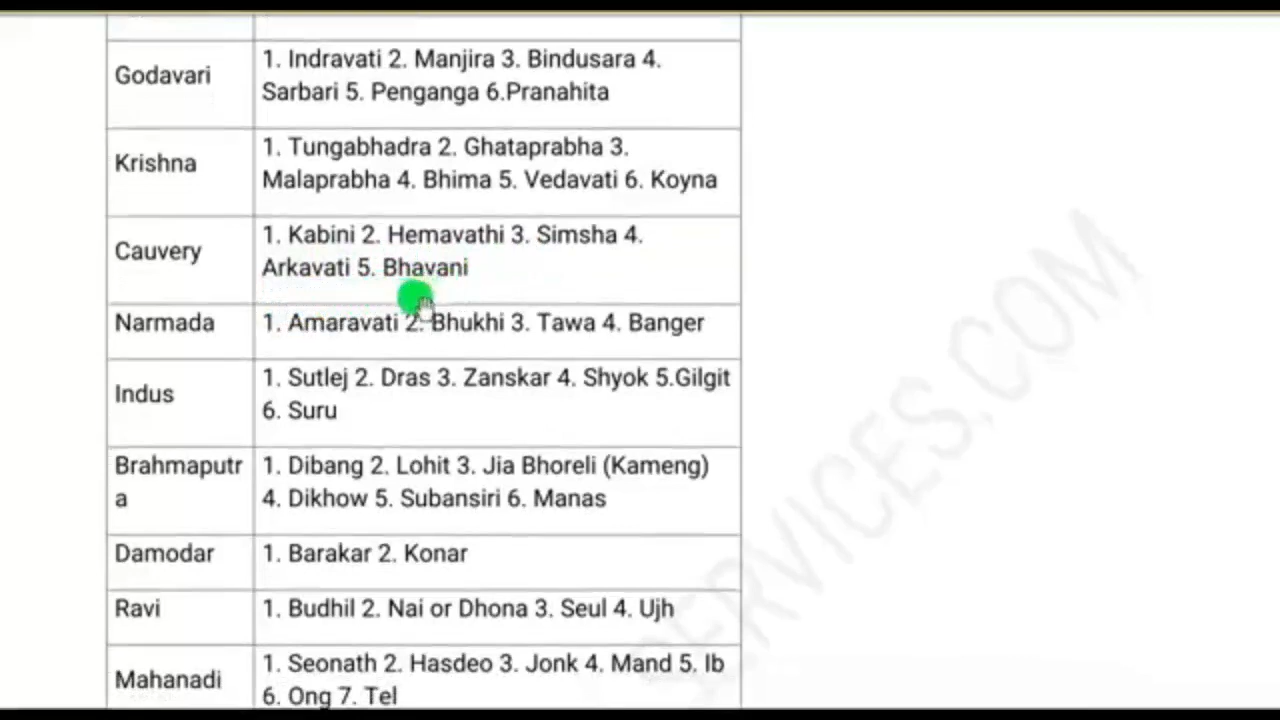 Godavari
1. Indravati 2. Manjira 3. Bindusara 4.
Sarbari 5. Penganga 6.Pranahita
Krishna
1. Tungabhadra 2. Ghataprabha 3.
Malaprabha 4. Bhima 5. Vedavati 6. Koyna
Cauvery
1. Kabini 2. Hemavathi 3. Simsha 4.
Arkavati 5. Bhavani
Narmada
1. Amaravati 2. Bhukhi 3. Tawa 4. Banger
Indus
1. Sutlej 2. Dras 3. Zanskar 4. Shyok 5.Gilgit
6. Suru
Brahmaputr
a
1. Dibang 2. Lohit 3. Jia Bhoreli (Kameng)
4. Dikhow 5. Subansiri 6. Manas
Damodar
1. Barakar 2. Konar
Ravi
1. Budhil 2. Nai or Dhona 3. Seul 4. Ujh
Mahanadi
1. Seonath 2. Hasdeo 3. Jonk 4. Mand 5. Ib
6. Ong 7. Tel
SERVICES.COM